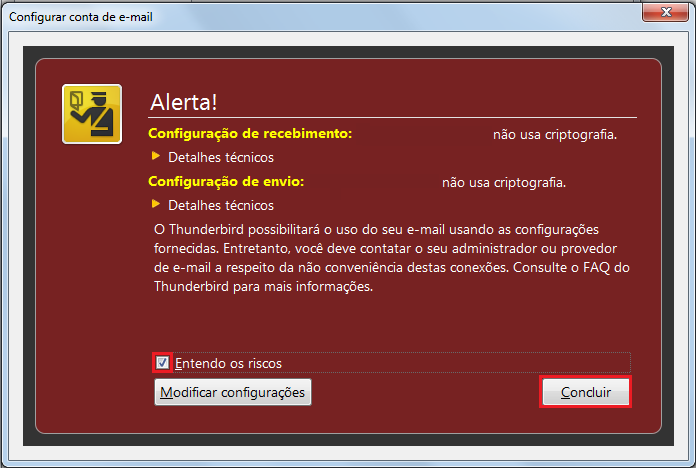 Configurar conta de e-mail
Alerta!
Configuração de recebimento: não usa criptografia.
Detalhes técnicos
Configuração de envio: não usa criptografia.
Detalhes técnicos
O Thunderbird possibilitará o uso do seu e-mail usando as configurações
fornecidas. Entretanto, você deve contatar o seu administrador ou provedor
de e-mail a respeito da não conveniência destas conexões. Consulte o FAQ do
Thunderbird para mais informações.
Entendo os riscos
Modificar configurações Concluir